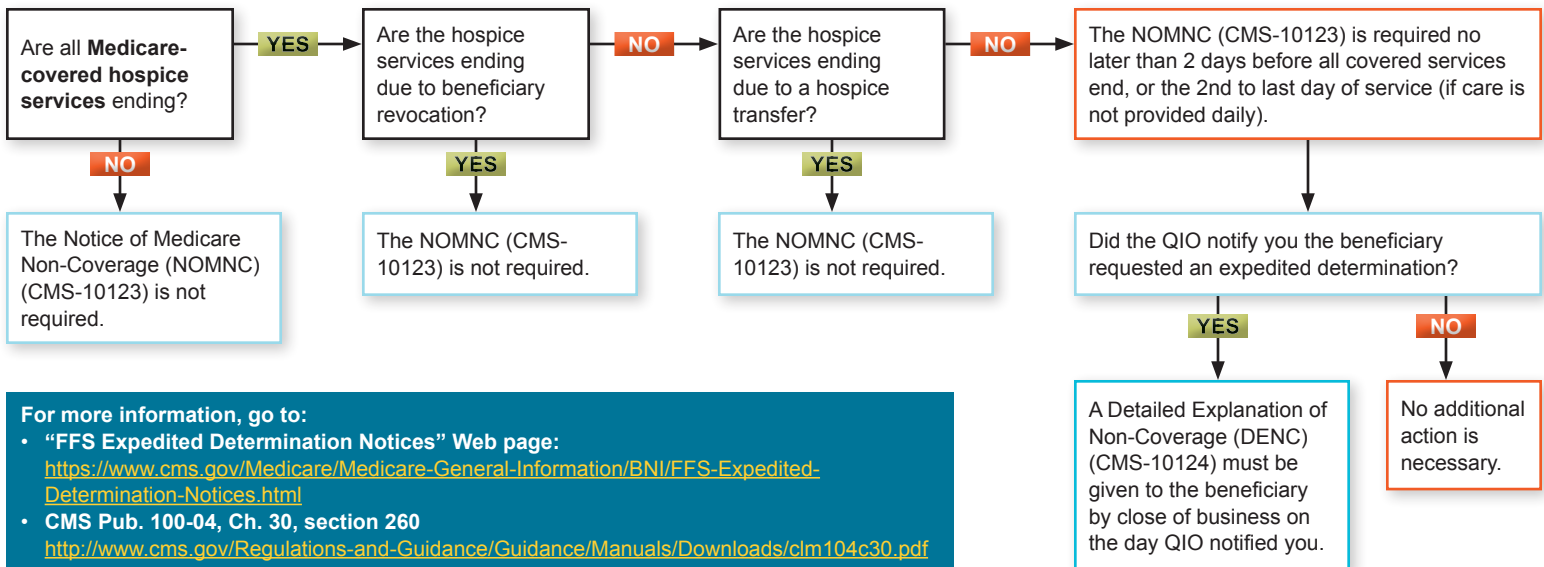 Are all Medicare-
covered hospice
services ending?
YES
Are the hospice
services ending
due to beneficiary
revocation?
NO
Are the hospice
services ending
due to a hospice
transfer?
NO
The NOMNC (CMS-10123) is required no
later than 2 days before all covered services
end, or the 2nd to last day of service (if care is
not provided daily).
NO
YES
YES
The Notice of Medicare
Non-Coverage (NOMNC)
(CMS-10123) is not
required.
The NOMNC (CMS-
10123) is not required.
The NOMNC (CMS-
10123) is not required.
Did the QIO notify you the beneficiary
requested an expedited determination?
YES
NO
A Detailed Explanation of
Non-Coverage (DENC)
(CMS-10124) must be
given to the beneficiary
by close of business on
the day QIO notified you.
No additional
action is
necessary.
For more information, go to:
• “FFS Expedited Determination Notices” Web page:
https://www.cms.gov/Medicare/Medicare-General-Information/BNI/FFS-Expedited-
Determination-Notices.html
• CMS Pub. 100-04, Ch. 30, section 260
http://www.cms.gov/Regulations-and-Guidance/Guidance/Manuals/Downloads/clm104c30.pdf